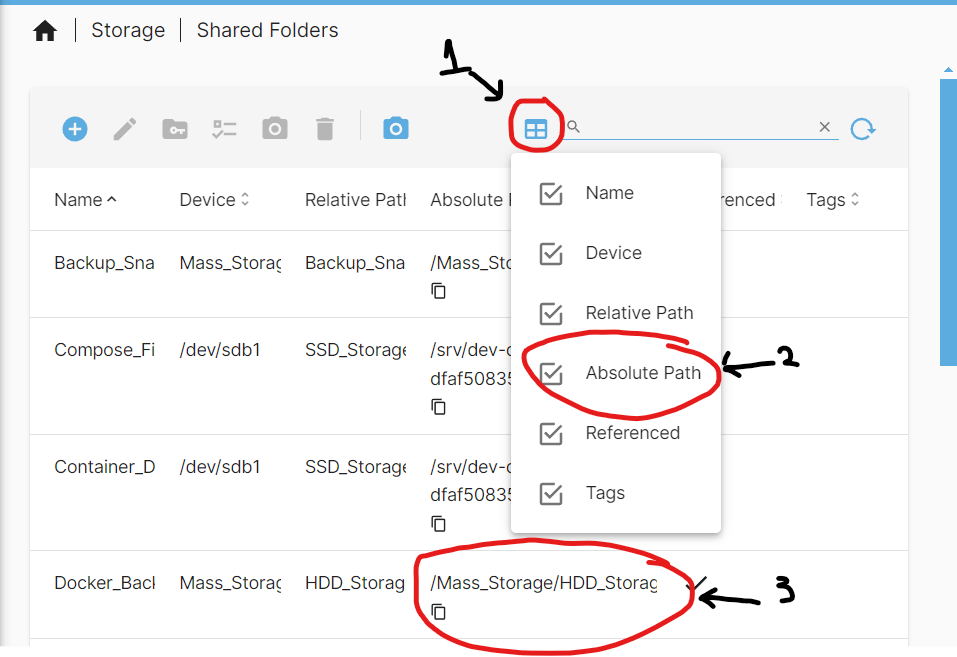 Storage | Shared Folders
1
Name Device Relative Path Absolute renced Tags
Name
Device
Relative Path
Absolute Path
Referenced
Tags
2
Backup_Sna Mass_Storag Backup_Sna /Mass_Sto
Compose_Fi /dev/sdb1 SSD_Storage /srv/dev-d
dfaf50835
Container_D /dev/sdb1 SSD_Storage /srv/dev-d
dfaf50835
Docker_Back Mass_Storag HDD_Storag /Mass_Storage/HDD_Storag
3